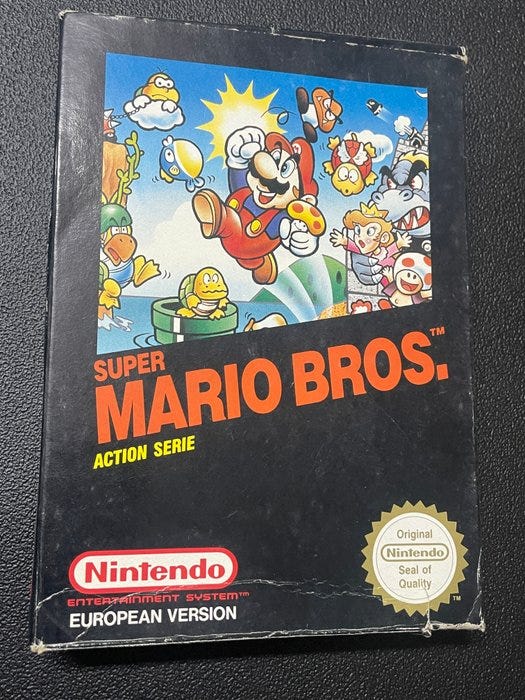 SUPER
MARIO BROS.™
ACTION SERIE
Nintendo
ENTERTAINMENT SYSTEM™
EUROPEAN VERSION
Original
Nintendo
Seal of
Quality
TM